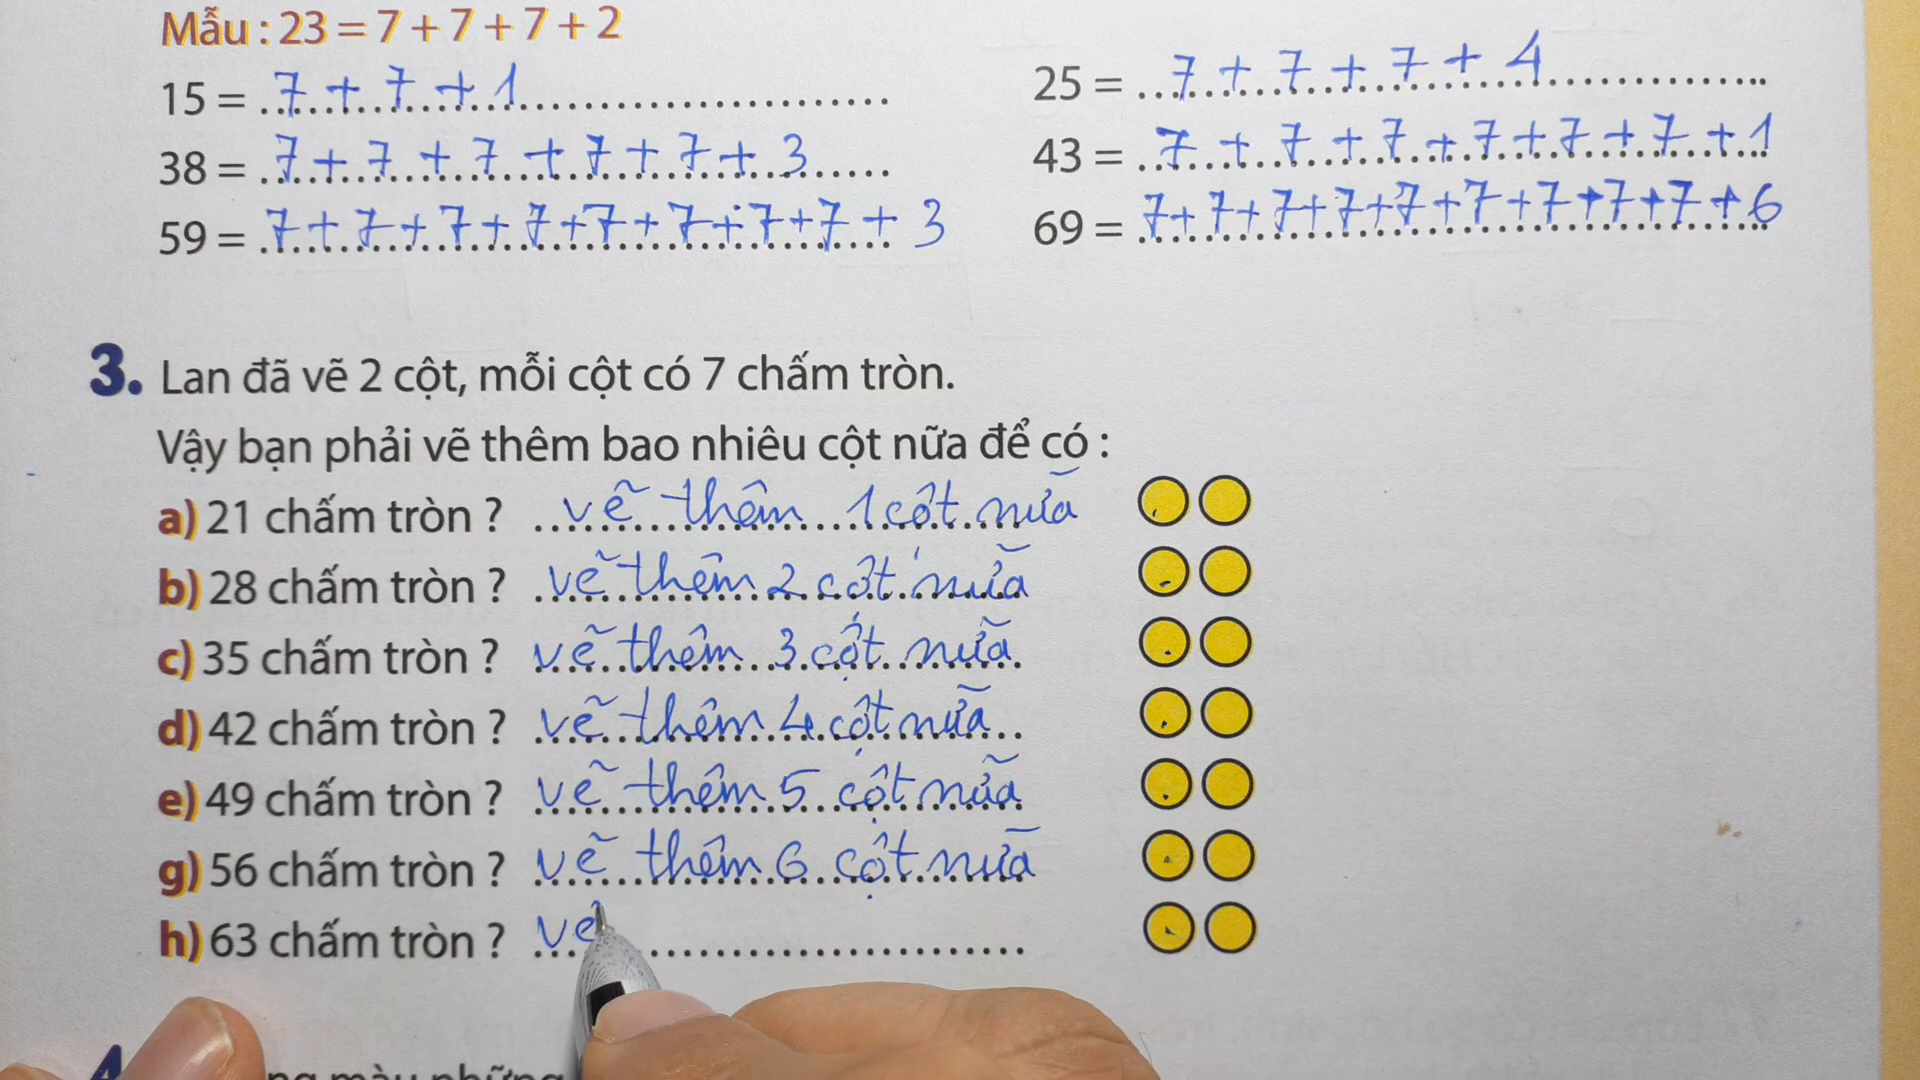 Mẫu : 23 = 7 + 7 + 7 + 2
15 = 7 + 7 + 1
25 = 7 + 7 + 7 + 4
38 = 7 + 7 + 7 + 7 + 7 + 3
43 = 7 + 7 + 7 + 7 + 7 + 7 + 1
59 = 7 + 7 + 7 + 7 + 7 + 7 + 7 + 7 + 3
69 = 7 + 7 + 7 + 7 + 7 + 7 + 7 + 7 + 7 + 6
3. Lan đã vẽ 2 cột, mỗi cột có 7 chấm tròn.
Vậy bạn phải vẽ thêm bao nhiêu cột nữa để có :
a) 21 chấm tròn ? vẽ thêm 1 cột nữa
b) 28 chấm tròn ? vẽ thêm 2 cột nữa
c) 35 chấm tròn ? vẽ thêm 3 cột nữa
d) 42 chấm tròn ? vẽ thêm 4 cột nữa
e) 49 chấm tròn ? vẽ thêm 5 cột nữa
g) 56 chấm tròn ? vẽ thêm 6 cột nữa
h) 63 chấm tròn ? ve
màu những